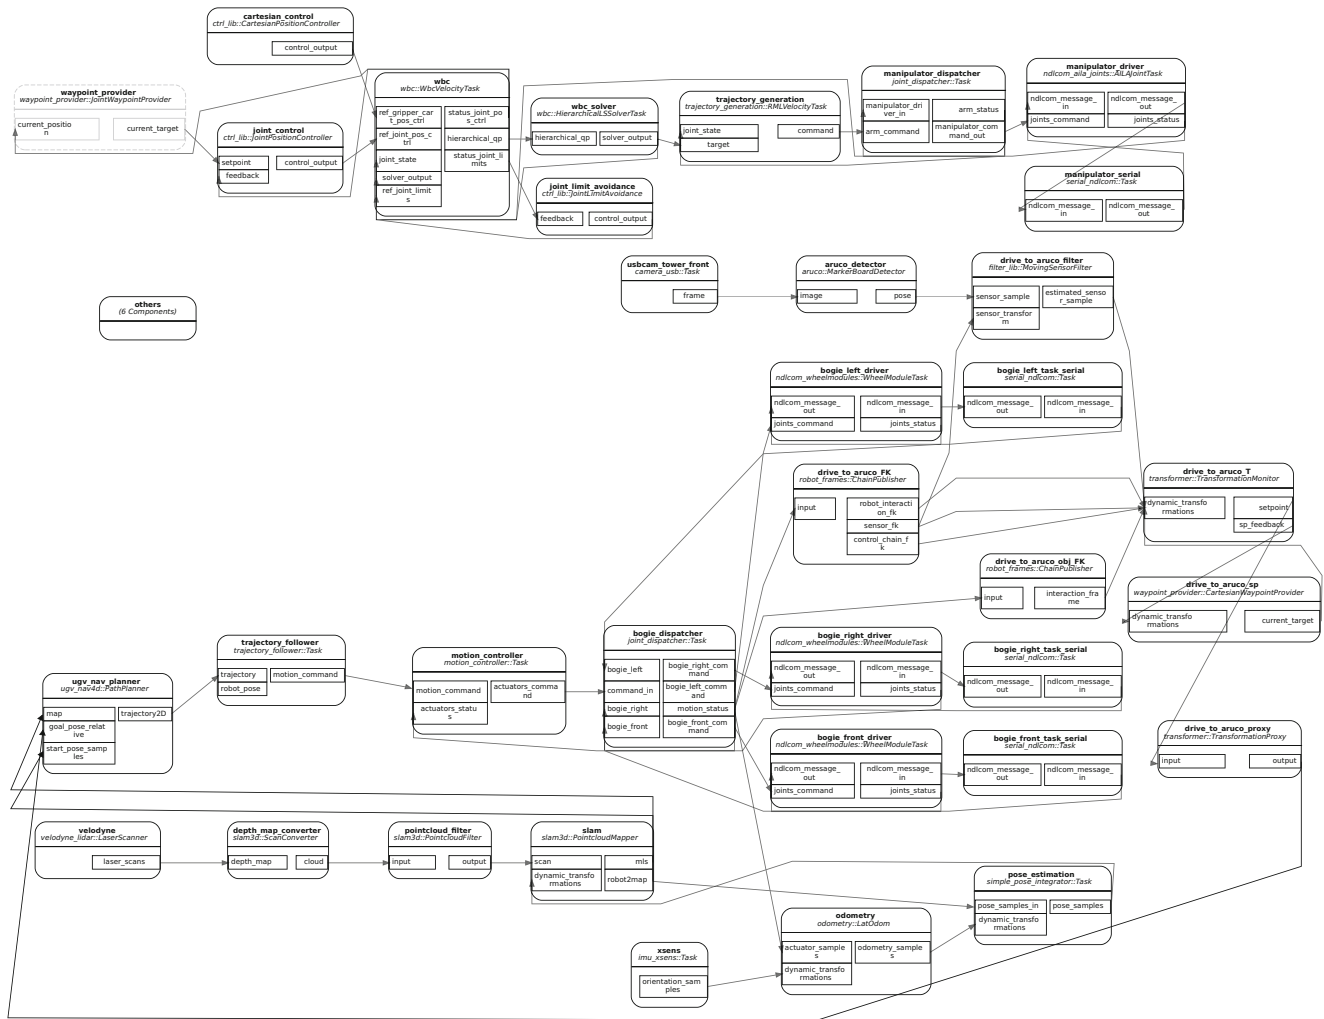 cartesian_control
ctrl_lib::CartesianPositionController
control_output
waypoint_provider
waypoint_provider::JointWaypointProvider
current_positio
n
current_target
joint_control
ctrl_lib::JointPositionController
setpoint
control_output
feedback
wbc
wbc::WbcVelocityTask
ref_gripper_car
t_pos_ctrl
status_joint_po
s_ctrl
ref_joint_pos_c
trl
hierarchical_qp
joint_state
status_joint_li
mits
solver_output
ref_joint_limit
s
wbc_solver
wbc::HierarchicalLSSolverTask
hierarchical_qp
solver_output
joint_limit_avoidance
ctrl_lib::JointLimitAvoidance
feedback
control_output
trajectory_generation
trajectory_generation::RMLVelocityTask
joint_state
command
target
manipulator_dispatcher
joint_dispatcher::Task
manipulator_dri
ver_in
arm_status
arm_command
manipulator_com
mand_out
manipulator_driver
ndlcom_aila_joints::AILAJointTask
ndlcom_message_
in
ndlcom_message_
out
joints_command
joints_status
manipulator_serial
serial_ndlcom::Task
ndlcom_message_
in
ndlcom_message_
out
usbcam_tower_front
camera_usb::Task
frame
aruco_detector
aruco::MarkerBoardDetector
image
pose
drive_to_aruco_filter
filter_lib::MovingSensorFilter
sensor_sample
estimated_senso
r_sample
sensor_transfor
m
others
(6 Components)
bogie_left_driver
ndlcom_wheelmodules::WheelModuleTask
ndlcom_message_
out
ndlcom_message_
in
joints_command
joints_status
bogie_left_task_serial
serial_ndlcom::Task
ndlcom_message_
out
ndlcom_message_
in
drive_to_aruco_FK
robot_frames::ChainPublisher
input
robot_interacti
on_fk
sensor_fk
control_chain_f
k
drive_to_aruco_T
transformer::TransformationMonitor
dynamic_transfo
rmations
setpoint
sp_feedback
drive_to_aruco_obj_FK
robot_frames::ChainPublisher
input
interaction_fra
me
drive_to_aruco_sp
waypoint_provider::CartesianWaypointProvider
dynamic_transfo
rmations
current_target
bogie_dispatcher
joint_dispatcher::Task
bogie_left
bogie_right_com
mand
command_in
bogie_left_comm
and
bogie_right
motion_status
bogie_front
bogie_front_com
mand
bogie_right_driver
ndlcom_wheelmodules::WheelModuleTask
ndlcom_message_
out
ndlcom_message_
in
joints_command
joints_status
bogie_right_task_serial
serial_ndlcom::Task
ndlcom_message_
out
ndlcom_message_
in
trajectory_follower
trajectory_follower::Task
trajectory
motion_command
robot_pose
motion_controller
motion_controller::Task
motion_command
actuators_comma
nd
actuators_statu
s
ugv_nav_planner
ugv_nav4d::PathPlanner
map
trajectory2D
goal_pose_relat
ive
start_pose_samp
les
bogie_front_driver
ndlcom_wheelmodules::WheelModuleTask
ndlcom_message_
out
ndlcom_message_
in
joints_command
joints_status
bogie_front_task_serial
serial_ndlcom::Task
ndlcom_message_
out
ndlcom_message_
in
drive_to_aruco_proxy
transformer::TransformationProxy
input
output
velodyne
velodyne_lidar::LaserScanner
laser_scans
depth_map_converter
slam3d::ScanConverter
depth_map
cloud
pointcloud_filter
slam3d::PointcloudFilter
input
output
slam
slam3d::PointcloudMapper
scan
mls
dynamic_transfo
rmations
robot2map
pose_estimation
simple_pose_integrator::Task
pose_samples_in
pose_samples
dynamic_transfo
rmations
odometry
odometry::LatOdom
actuator_sample
s
odometry_sample
s
dynamic_transfo
rmations
xsens
imu_xsens::Task
orientation_sam
ples